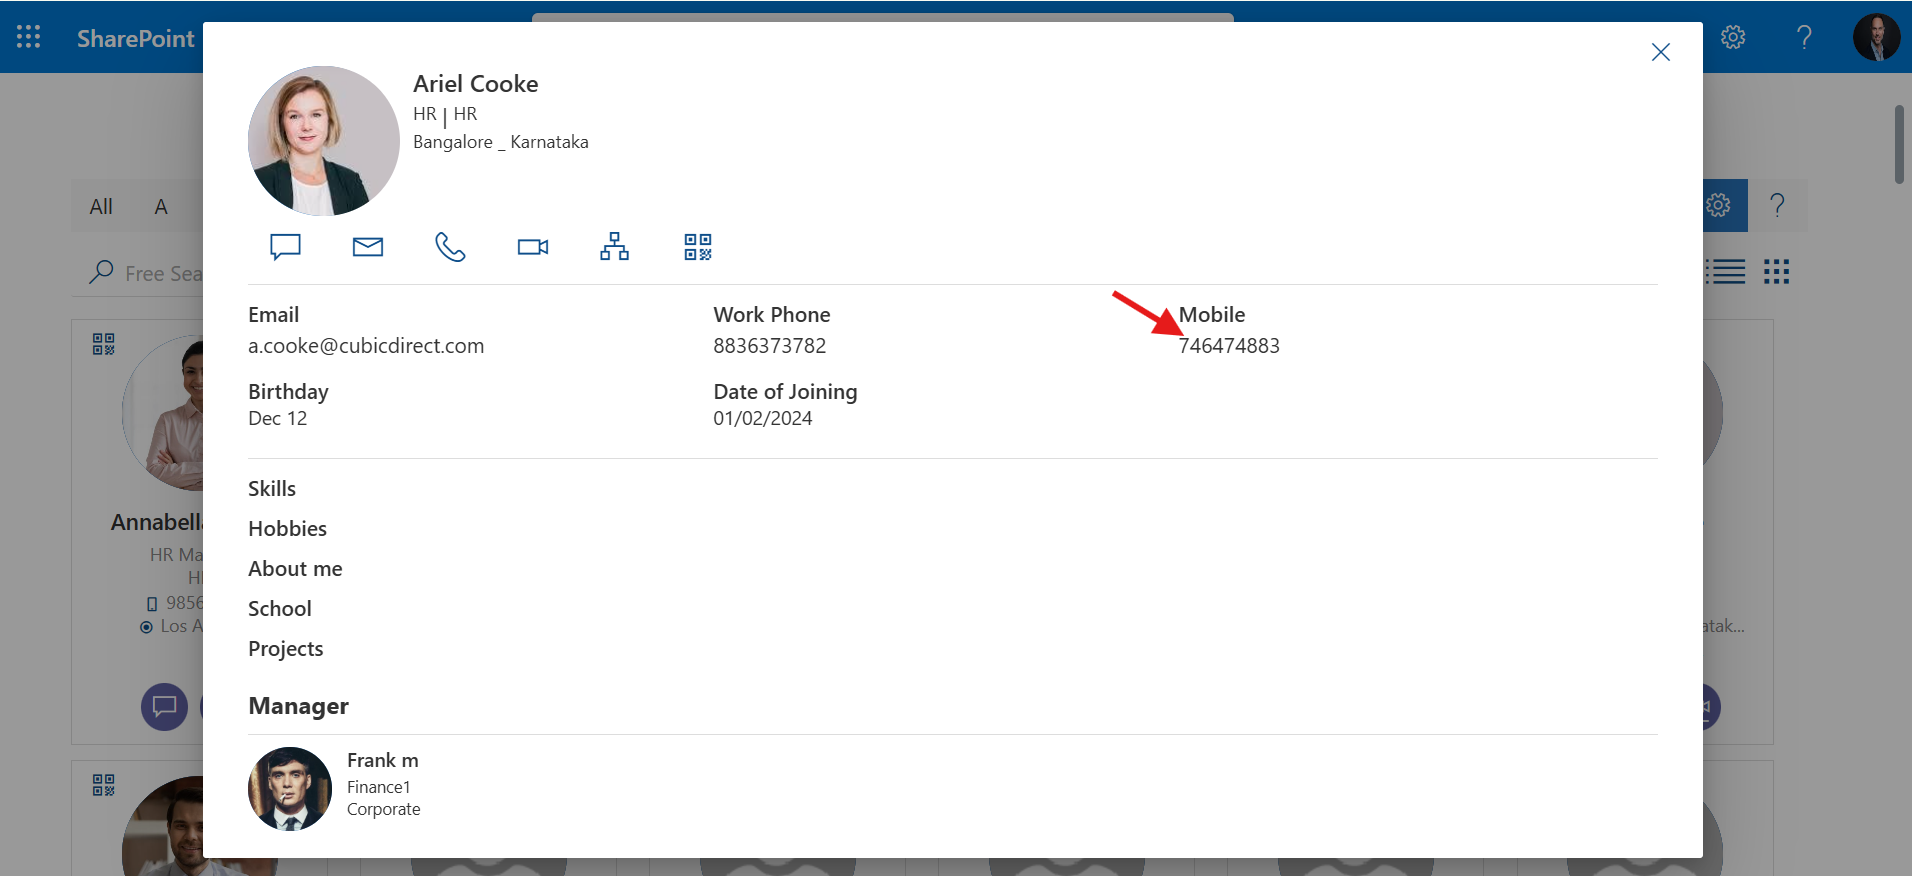 SharePoint
Ariel Cooke
HR | HR
Bangalore _ Karnataka
All A
?
Free Sea
Email
a.cooke@cubicdirect.com
Work Phone
8836373782
Mobile
746474883
Birthday
Dec 12
Date of Joining
01/02/2024
Skills
Hobbies
About me
School
Projects
Annabell
HR Ma
H
9856
Los A
atak...
Manager
Frank m
Finance1
Corporate